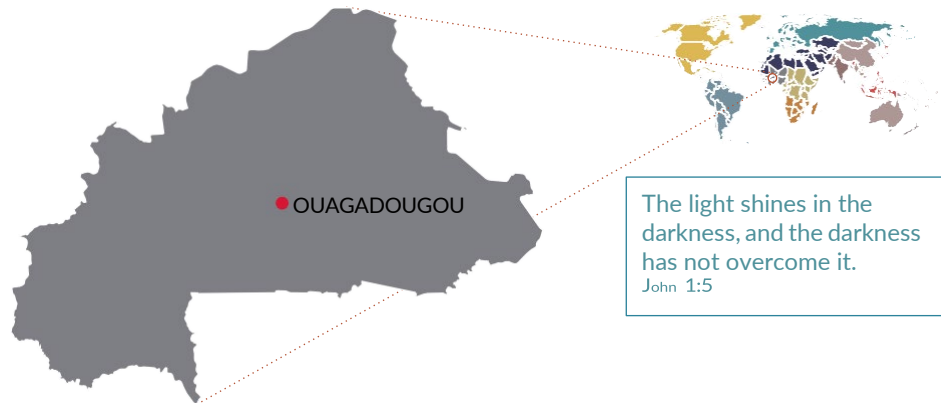 OUAGADOUGOU
The light shines in the
darkness, and the darkness
has not overcome it.
John 1:5